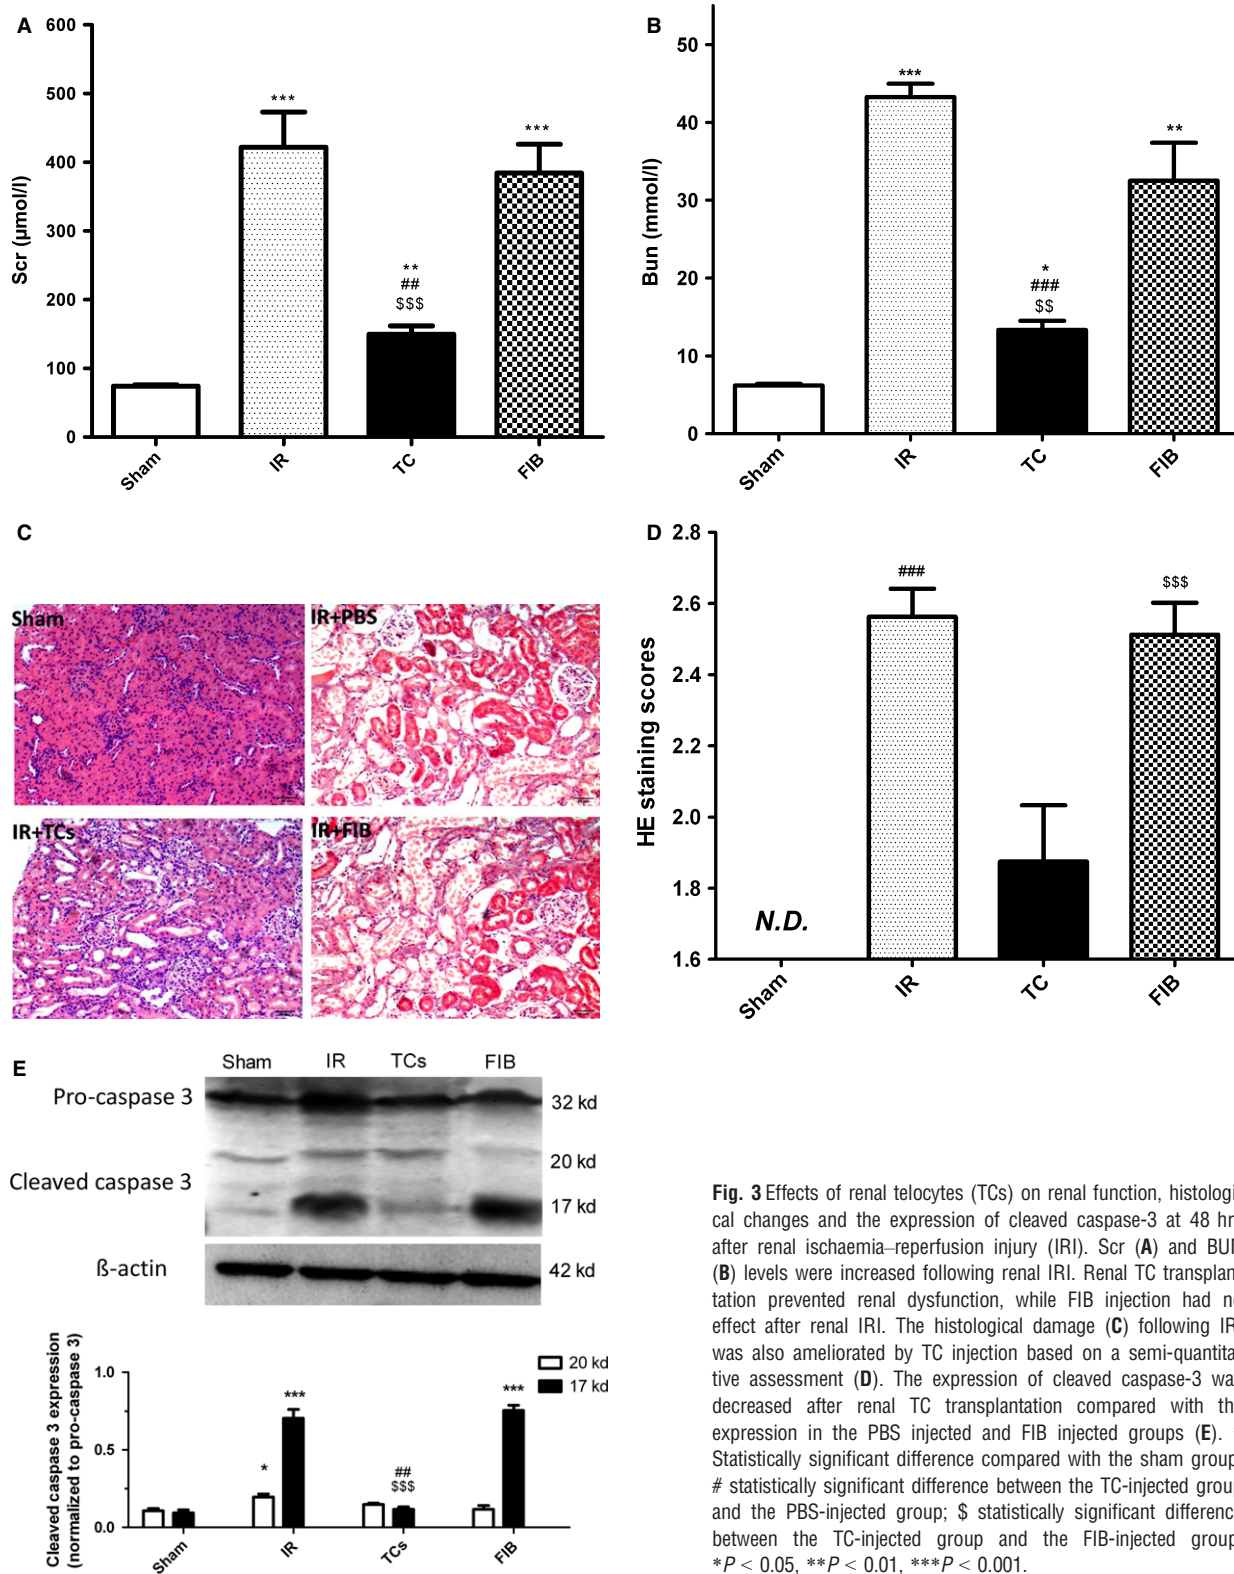 A
600
500
400
300
200
100
0
Scr (µmol/l)
***
**
##
$$$
***
Sham
IR
TC
FIB
B
50
40
30
20
10
0
Bun (mmol/l)
***
*
###
$$
**
Sham
IR
TC
FIB
C
Sham
IR+PBS
IR+TCs
IR+FIB
D
2.8
2.6
2.4
2.2
2.0
1.8
1.6
HE staining scores
N.D.
###
$$$
Sham
IR
TC
FIB
E
Sham IR TCs FIB
Pro-caspase 3
32 kd
20 kd
Cleaved caspase 3
17 kd
ß-actin
42 kd
Cleaved caspase 3 expression
(normalized to pro-caspase 3)
1.0
0.5
0.0
20 kd
17 kd
*
***
##
$$$
***
Sham
IR
TCs
FIB
Fig. 3 Effects of renal telocytes (TCs) on renal function, histologi
cal changes and the expression of cleaved caspase-3 at 48 hr
after renal ischaemia–reperfusion injury (IRI). Scr (A) and BU
(B) levels were increased following renal IRI. Renal TC transplan
tation prevented renal dysfunction, while FIB injection had n
effect after renal IRI. The histological damage (C) following IR
was also ameliorated by TC injection based on a semi-quantita
tive assessment (D). The expression of cleaved caspase-3 wa
decreased after renal TC transplantation compared with th
expression in the PBS injected and FIB injected groups (E).
Statistically significant difference compared with the sham group
# statistically significant difference between the TC-injected group
and the PBS-injected group; $ statistically significant differenc
between the TC-injected group and the FIB-injected group
*P < 0.05, **P < 0.01, ***P < 0.001.